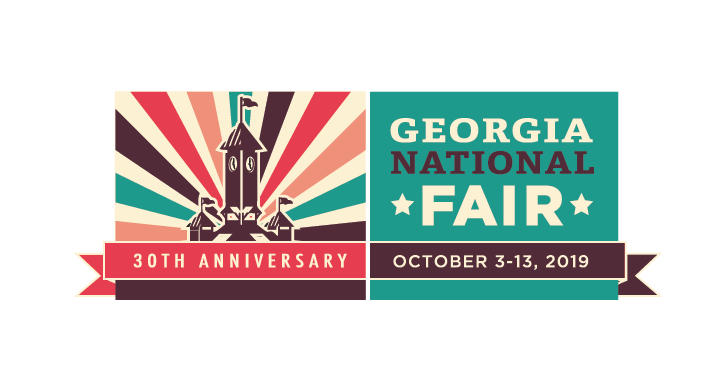 GEORGIA
NATIONAL
FAIR
30TH ANNIVERSARY
OCTOBER 3-13, 2019